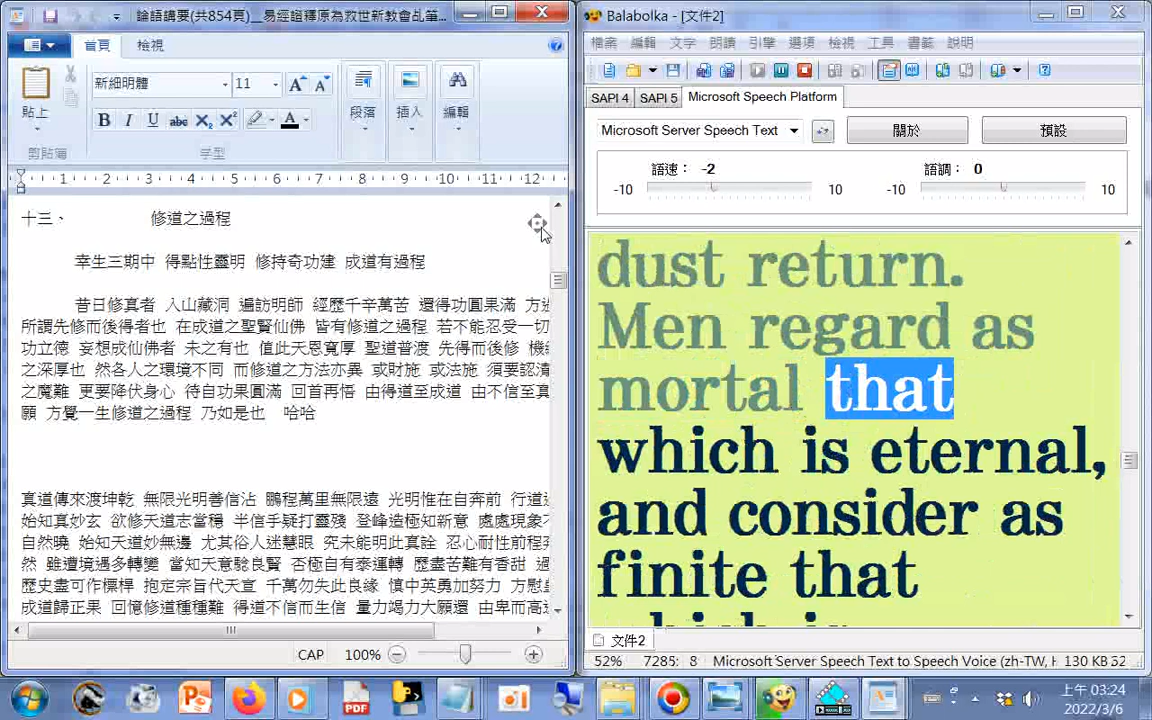 論語講要(共854頁)__易經證釋原為救世新教會乩筆...
首頁
檢視
新細明體
11
貼上
段落
插入
編輯
剪貼簿
字型
1 2 3 4 5 6 7 8 9 10 11 12
十三、 修道之過程
幸生三期中 得點性靈明 修持奇功建 成道有過程
昔日修真者 入山藏洞 遍訪明師 經歷千辛萬苦 還得功圓果滿 方
所謂先修而後得者也 在成道之聖賢仙佛 皆有修道之過程 若不能忍受一切
功立德 妄想成仙佛者 未之有也 值此天恩寬厚 聖道普渡 先得而後修 機
之深厚也 然各人之環境不同 而修道之方法亦異 或財施 或法施 須要認清
之魔難 更要降伏身心 待自功果圓滿 回首再悟 由得道至成道 由不信至真
願 方覺一生修道之過程 乃如是也 哈哈
真道傳來渡坤乾 無限光明善信沾 鵬程萬里無限遠 光明惟在自奔前 行道
始知真妙玄 欲修天道志當穩 半信半疑打靈殘 登峰造極知新意 處處現象
自然曉 始知天道妙無邊 尤其俗人迷慧眼 究未能明此真詮 忍心耐性前程
然 雖遭境遇多轉變 當知天意驗良賢 否極自有泰運轉 歷盡苦難有香甜
歷史盡可作標桿 抱定宗旨代天宣 千萬勿失此良緣 慎中英勇加努力 方慰
成道歸正果 回憶修道種種難 得道不信而生信 量力竭力大願還 由卑而高
CAP 100%
Balabolka - [文件2]
檔案 編輯 文字 朗讀 引擎 選項 檢視 工具 書籤 說明
SAPI 4 SAPI 5 Microsoft Speech Platform
Microsoft Server Speech Text
關於
預設
語速： -2
語調： 0
-10 10 -10 10
dust return.
Men regard as
mortal that
which is eternal,
and consider as
finite that
which is
文件2
52% 7285: 8 Microsoft Server Speech Text to Speech Voice (zh-TW, H 130 KB 52
上午 03:24
2022/3/6